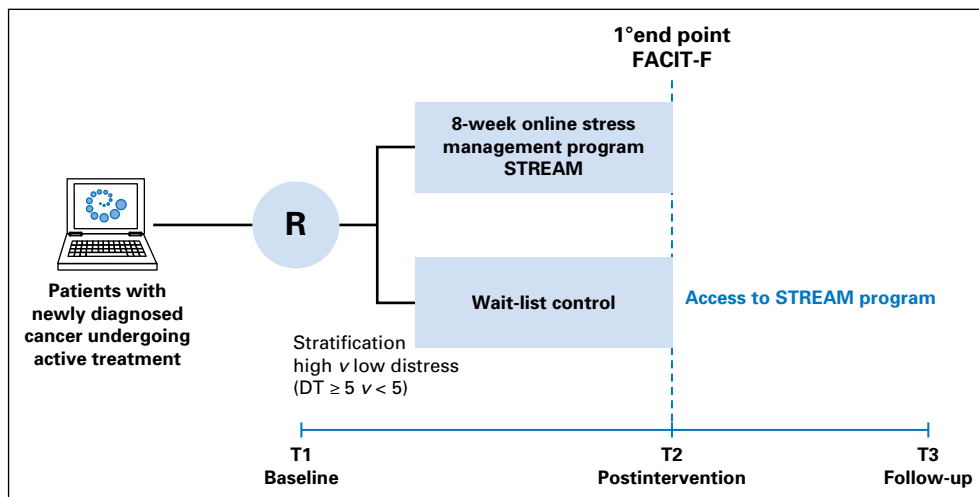 1°end point
FACIT-F
8-week online stress
management program
STREAM
R
Patients with
newly diagnosed
cancer undergoing
active treatment
Wait-list control
Access to STREAM program
Stratification
high v low distress
(DT ≥ 5 v < 5)
T1
Baseline
T2
Postintervention
T3
Follow-up